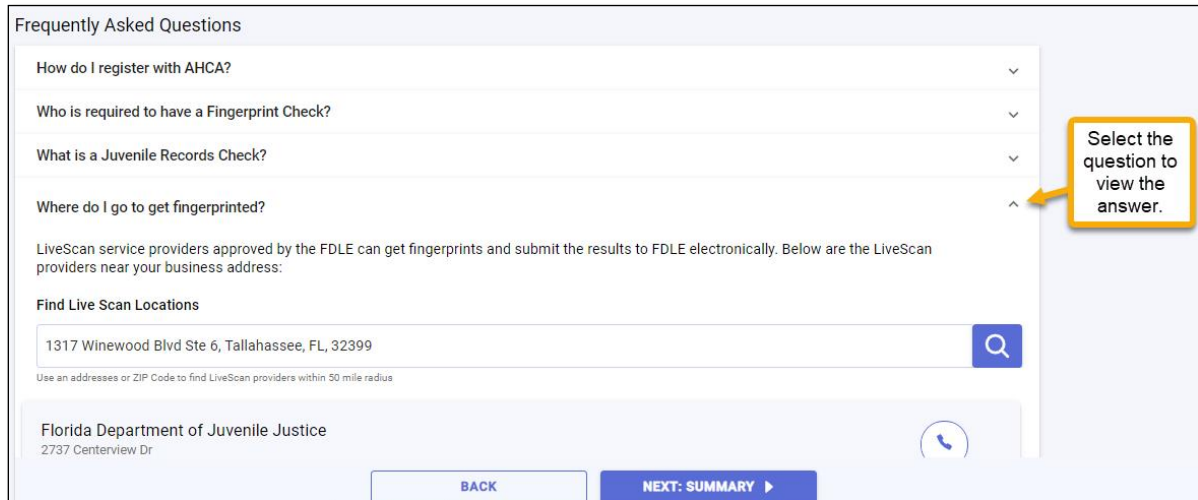 Frequently Asked Questions
How do I register with AHCA?
Who is required to have a Fingerprint Check?
What is a Juvenile Records Check?
Where do I go to get fingerprinted?
Select the
question to
view the
answer.
LiveScan service providers approved by the FDLE can get fingerprints and submit the results to FDLE electronically. Below are the LiveScan
providers near your business address:
Find Live Scan Locations
1317 Winewood Blvd Ste 6, Tallahassee, FL, 32399
Use an addresses or ZIP Code to find LiveScan providers within 50 mile radius
Florida Department of Juvenile Justice
2737 Centerview Dr
BACK
NEXT: SUMMARY